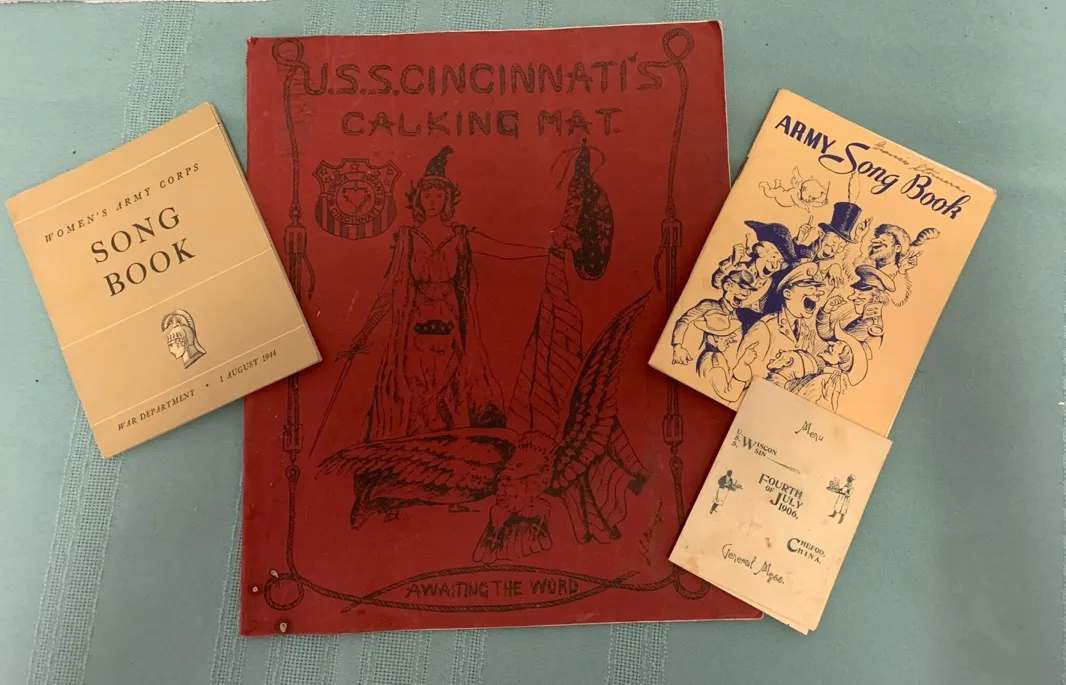 WOMEN'S ARMY CORPS
SONG
BOOK
WAR DEPARTMENT • 1 AUGUST 1944
U.S.S. CINCINNATI'S
CALKING MAT.
CINCINNATI
AWAITING THE WORD
ARMY Song Book
Menu
U.S.S. WISCONSIN
FOURTH
OF
JULY
1906,
CHEFOO,
CHINA.
General Mess.